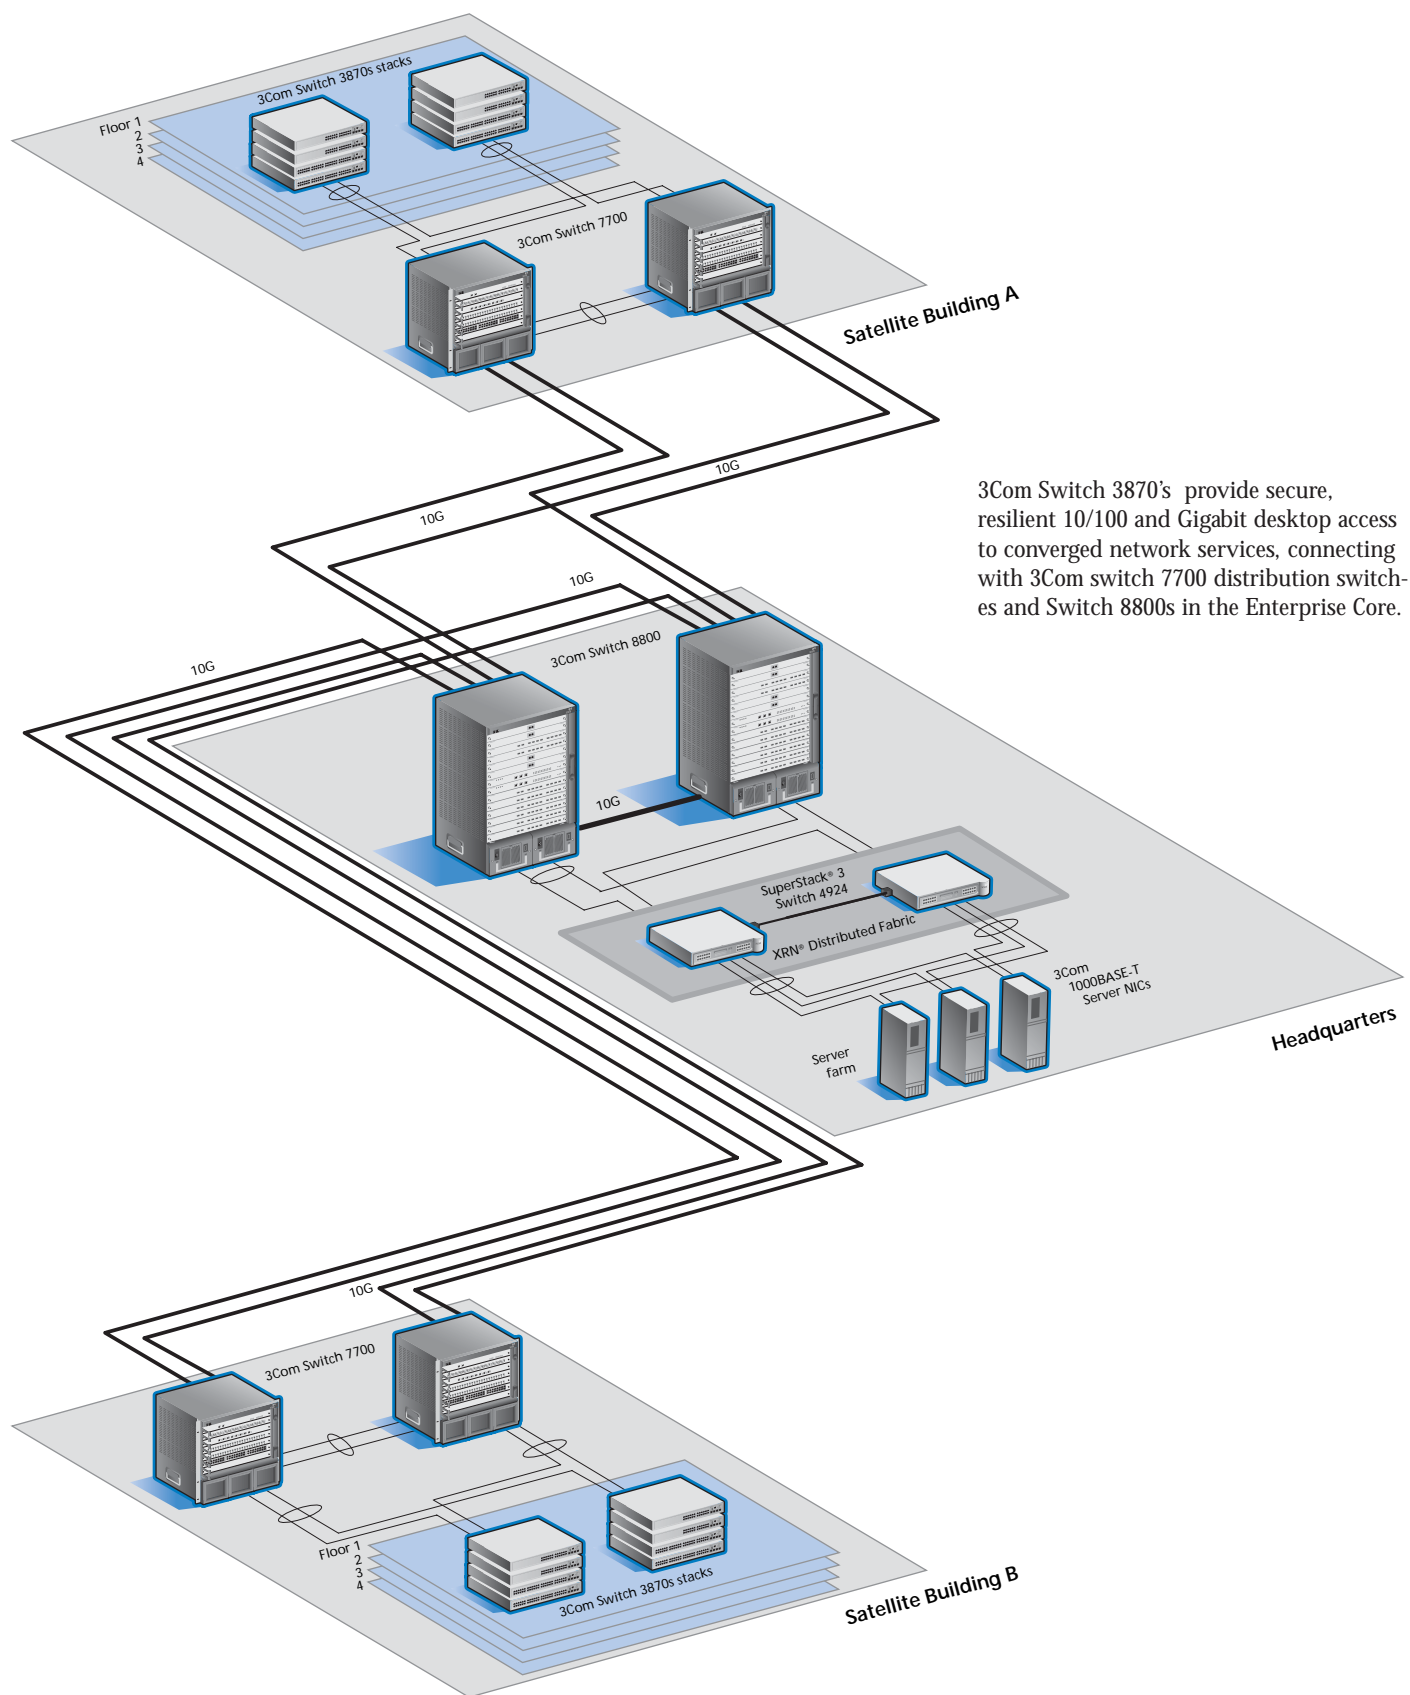 3Com Switch 3870s stacks
Floor 1
2
3
4
3Com Switch 7700
Satellite Building A
10G
10G
3Com Switch 3870's provide secure,
resilient 10/100 and Gigabit desktop access
to converged network services, connecting
with 3Com switch 7700 distribution switch-
es and Switch 8800s in the Enterprise Core.
10G
3Com Switch 8800
10G
10G
SuperStack® 3
Switch 4924
XRN® Distributed Fabric
3Com
1000BASE-T
Server NICs
Headquarters
Server
farm
10G
3Com Switch 7700
Floor 1
2
3
4
3Com Switch 3870s stacks
Satellite Building B